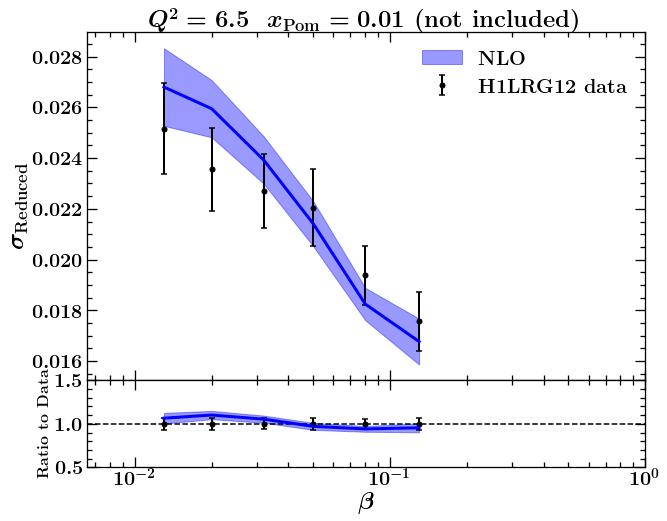 Q² = 6.5 x_Pom = 0.01 (not included)
NLO
H1LRG12 data
σ_Reduced
0.028
0.026
0.024
0.022
0.020
0.018
0.016
Ratio to Data
1.5
1.0
0.5
10⁻² 10⁻¹ 10⁰
β